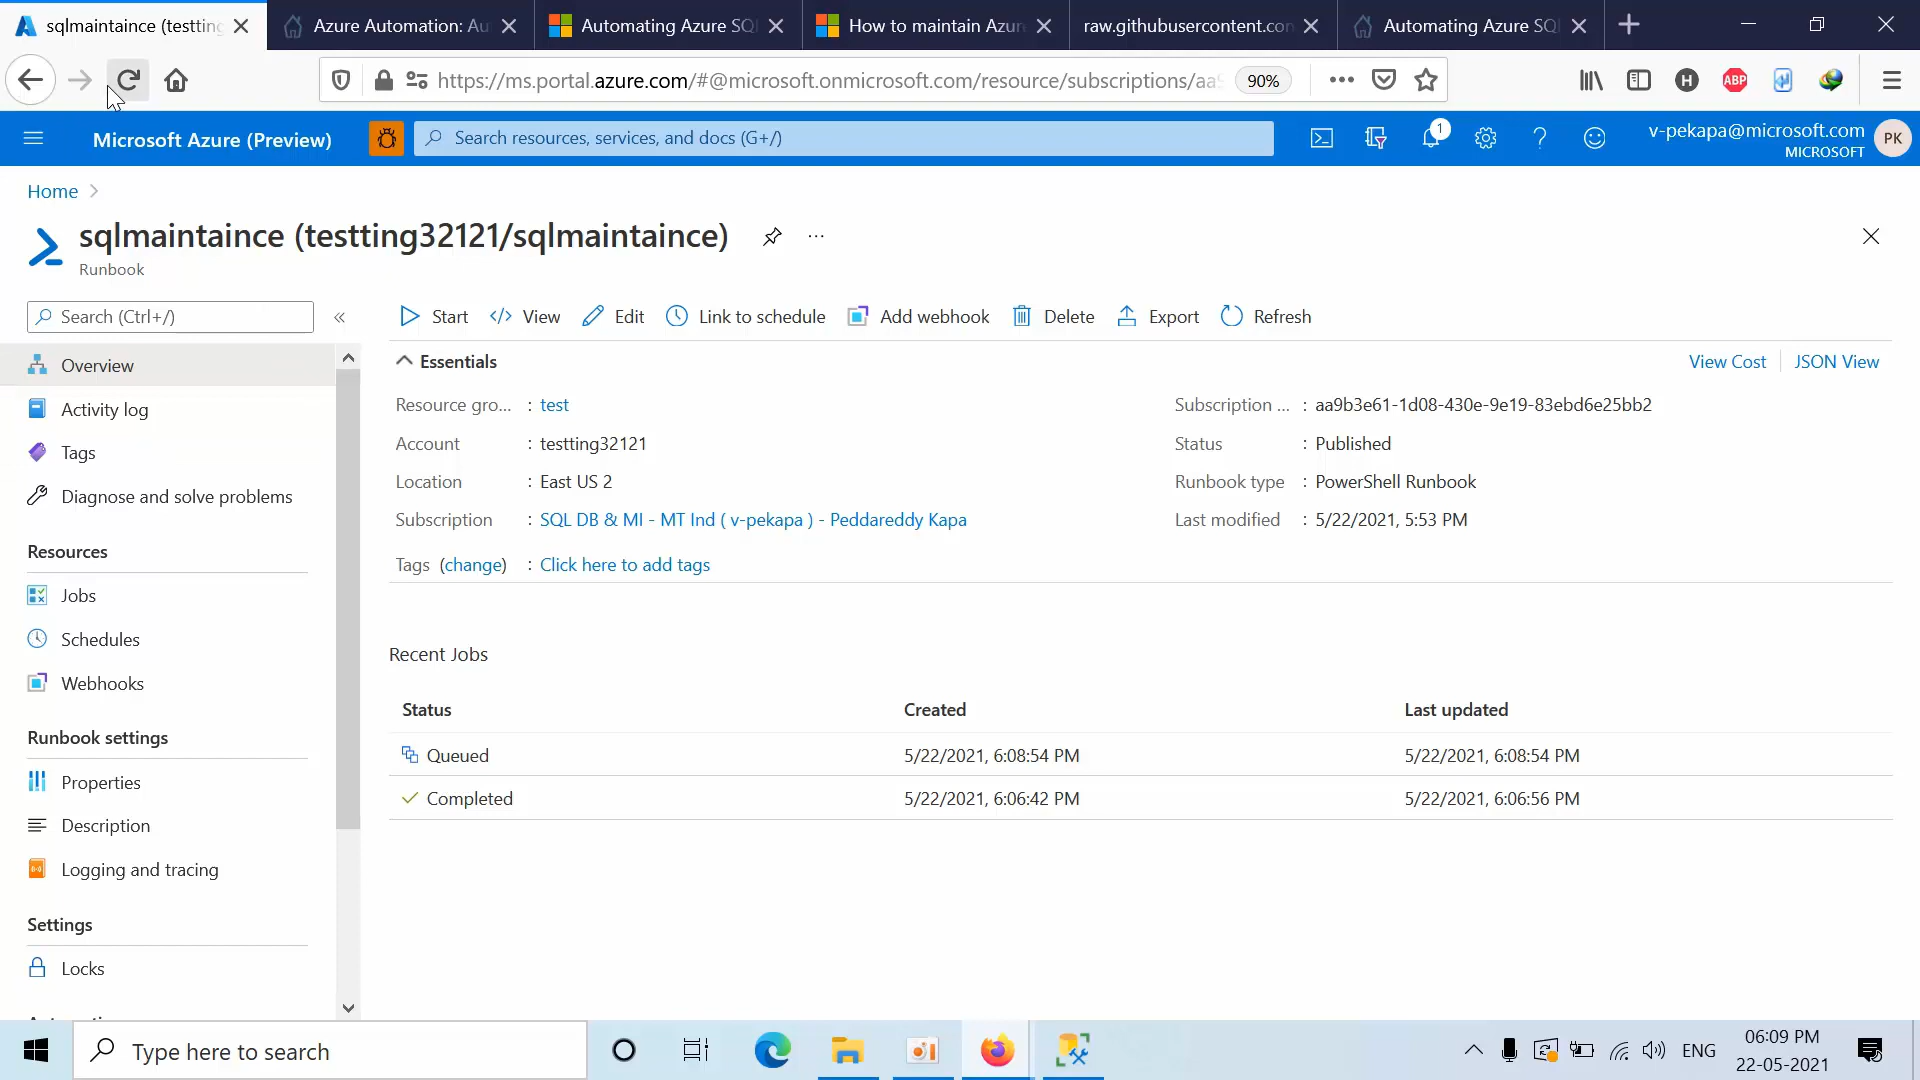 sqlmaintaince (testting
Azure Automation: Au
Automating Azure SQ
How to maintain Azur
raw.githubusercontent.co
Automating Azure SQ
https://ms.portal.azure.com/#@microsoft.onmicrosoft.com/resource/subscriptions/aa9
90%
H
ABP
Microsoft Azure (Preview)
Search resources, services, and docs (G+/)
1
v-pekapa@microsoft.com
MICROSOFT
PK
Home
sqlmaintaince (testting32121/sqlmaintaince)
Runbook
Search (Ctrl+/)
«
Start
View
Edit
Link to schedule
Add webhook
Delete
Export
Refresh
Overview
Activity log
Tags
Diagnose and solve problems
Resources
Jobs
Schedules
Webhooks
Runbook settings
Properties
Description
Logging and tracing
Settings
Locks
Essentials
View Cost
JSON View
Resource gro... : test
Account : testting32121
Location : East US 2
Subscription : SQL DB & MI - MT Ind ( v-pekapa ) - Peddareddy Kapa
Tags (change) : Click here to add tags
Subscription ... : aa9b3e61-1d08-430e-9e19-83ebd6e25bb2
Status : Published
Runbook type : PowerShell Runbook
Last modified : 5/22/2021, 5:53 PM
Recent Jobs
Status Created Last updated
Queued 5/22/2021, 6:08:54 PM 5/22/2021, 6:08:54 PM
Completed 5/22/2021, 6:06:42 PM 5/22/2021, 6:06:56 PM
Type here to search
ENG
06:09 PM
22-05-2021